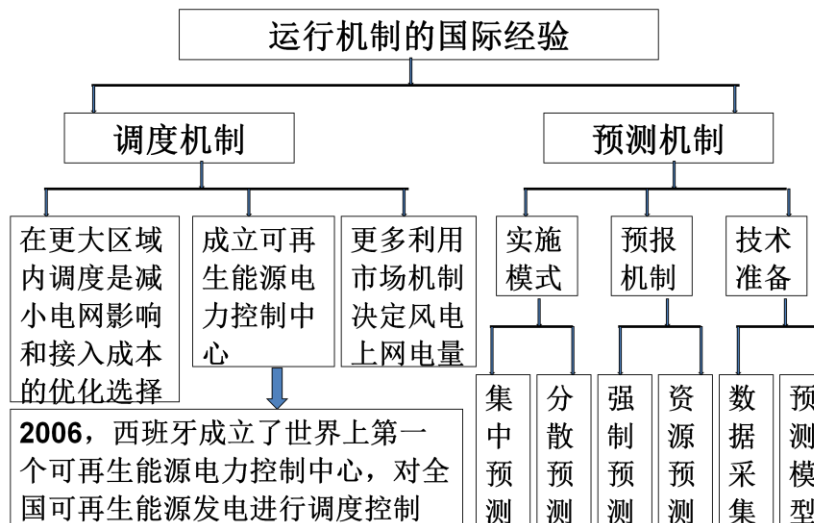 运行机制的国际经验
调度机制
预测机制
在更大区域
内调度是减
小电网影响
和接入成本
的优化选择
成立可再
生能源电
力控制中
心
更多利用
市场机制
决定风电
上网电量
实施
模式
预报
机制
技术
准备
2006，西班牙成立了世界上第一
个可再生能源电力控制中心，对全
国可再生能源发电进行调度控制
集中预测
分散预测
强制预测
资源预测
数据采集
预测模型